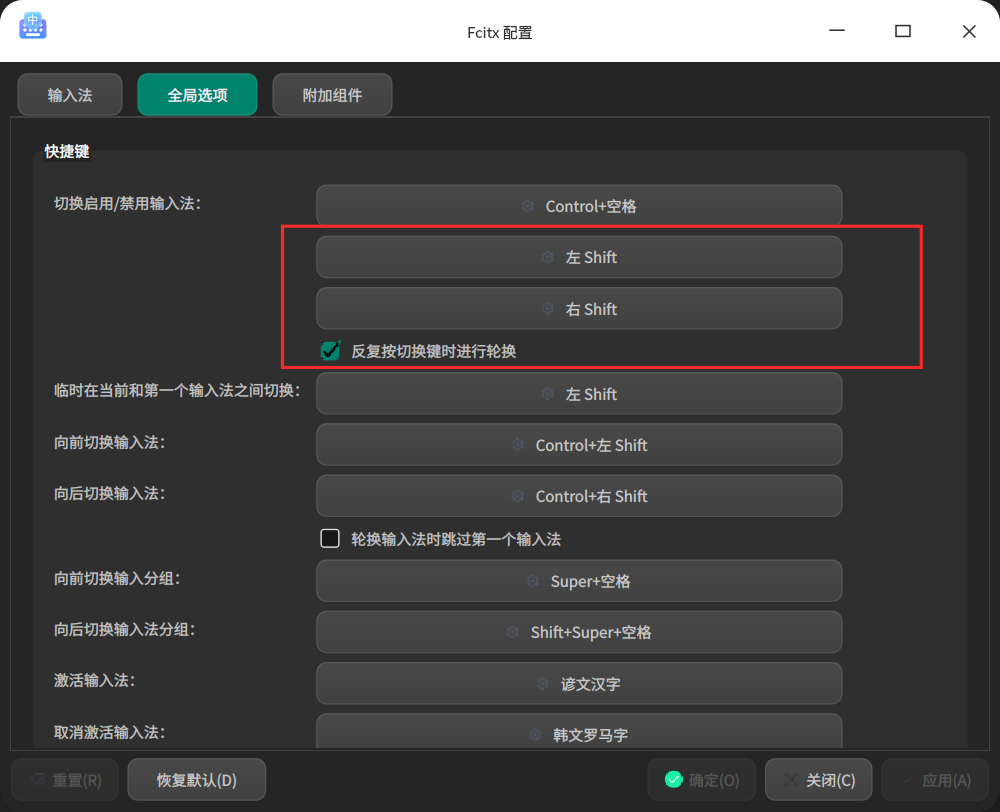 中
Fcitx 配置
输入法
全局选项
附加组件
快捷键
切换启用/禁用输入法：
Control+空格
左 Shift
右 Shift
反复按切换键时进行轮换
临时在当前和第一个输入法之间切换：
左 Shift
向前切换输入法：
Control+左 Shift
向后切换输入法：
Control+右 Shift
轮换输入法时跳过第一个输入法
向前切换输入分组：
Super+空格
向后切换输入法分组：
Shift+Super+空格
激活输入法：
谚文汉字
取消激活输入法：
韩文罗马字
重置(R)
恢复默认(D)
确定(O)
关闭(C)
应用(A)